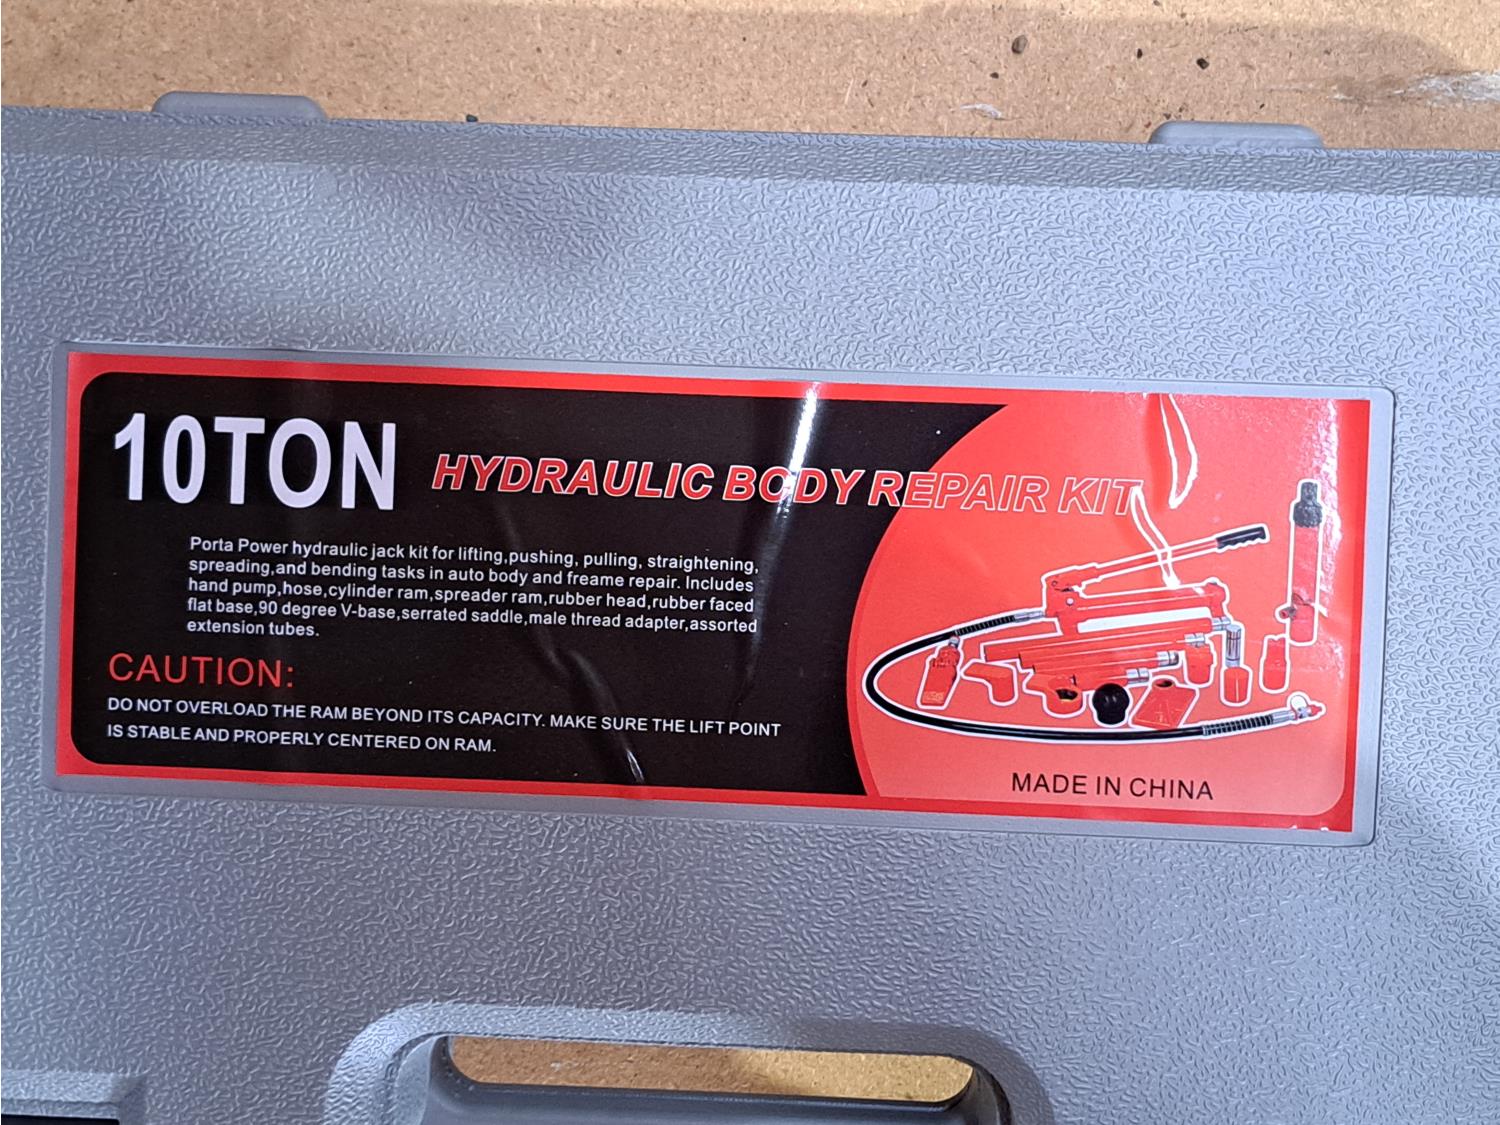 10TON
HYDRAULIC BODY REPAIR KIT
Porta Power hydraulic jack kit for lifting,pushing, pulling, straightening,
spreading,and bending tasks in auto body and freame repair. Includes
hand pump,hose,cylinder ram,spreader ram,rubber head,rubber faced
flat base,90 degree V-base,serrated saddle,male thread adapter,assorted
extension tubes.
CAUTION:
DO NOT OVERLOAD THE RAM BEYOND ITS CAPACITY. MAKE SURE THE LIFT POINT
IS STABLE AND PROPERLY CENTERED ON RAM.
MADE IN CHINA